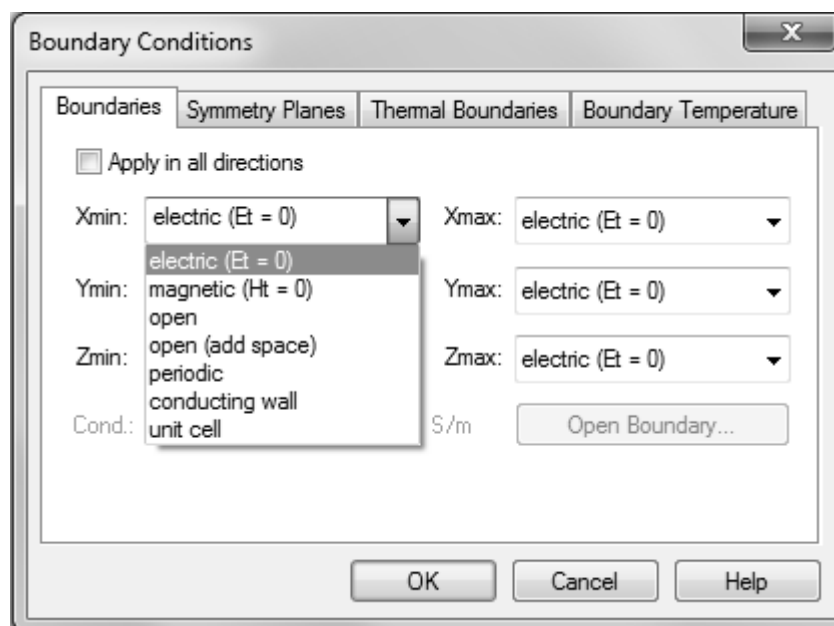 Boundary Conditions
Boundaries Symmetry Planes Thermal Boundaries Boundary Temperature
Apply in all directions
Xmin: electric (Et = 0) Xmax: electric (Et = 0)
electric (Et = 0)
Ymin: magnetic (Ht = 0) Ymax: electric (Et = 0)
open
open (add space)
Zmin: Zmax: electric (Et = 0)
periodic
conducting wall
Cond.: S/m Open Boundary...
unit cell
OK Cancel Help